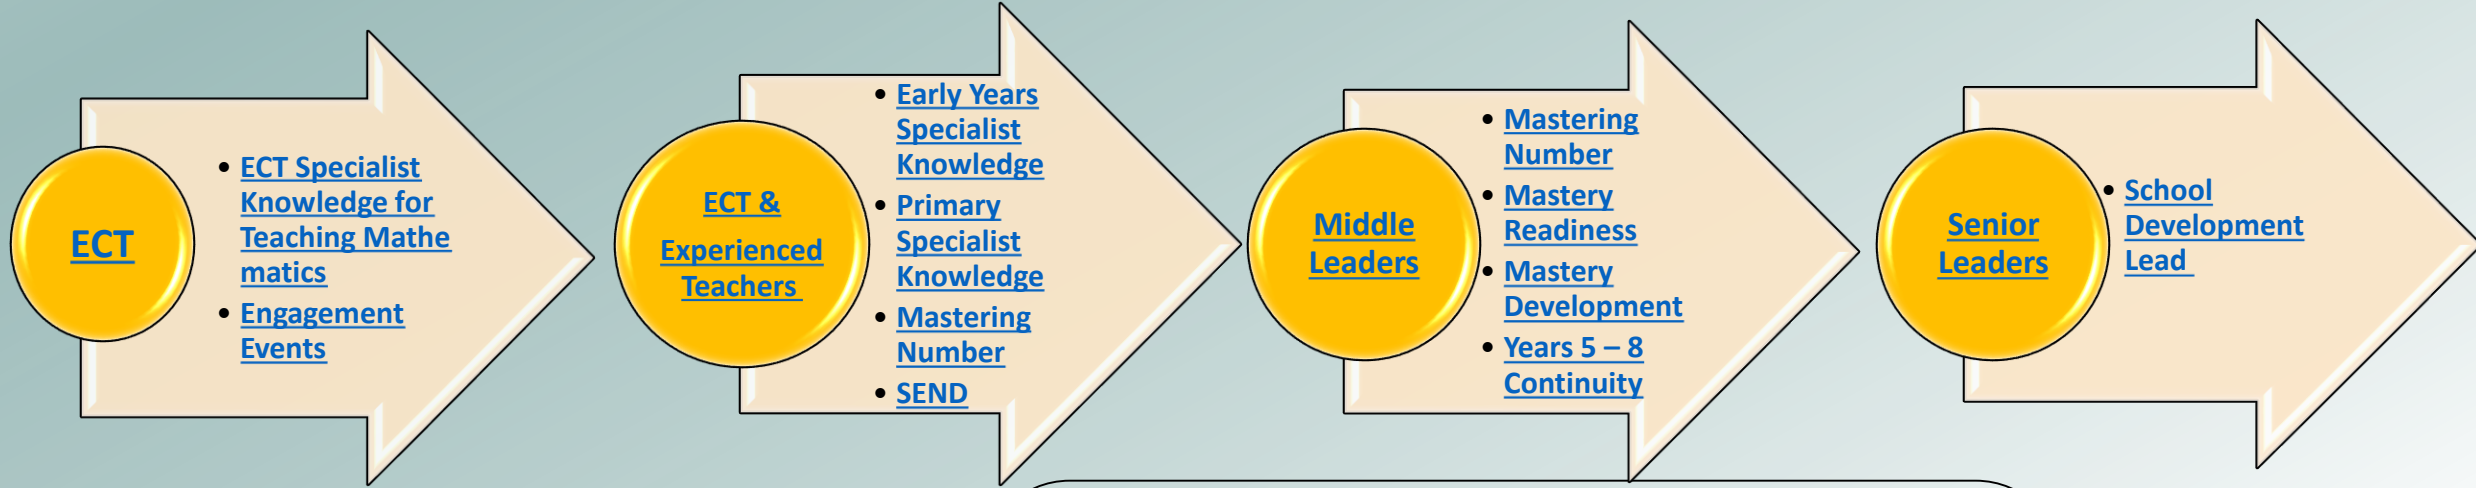 ECT
• ECT Specialist
Knowledge for
Teaching Mathe
matics
• Engagement
Events
ECT &
Experienced
Teachers
• Early Years
Specialist
Knowledge
• Primary
Specialist
Knowledge
• Mastering
Number
• SEND
Middle
Leaders
• Mastering
Number
• Mastery
Readiness
• Mastery
Development
• Years 5 – 8
Continuity
Senior
Leaders
• School
Development
Lead